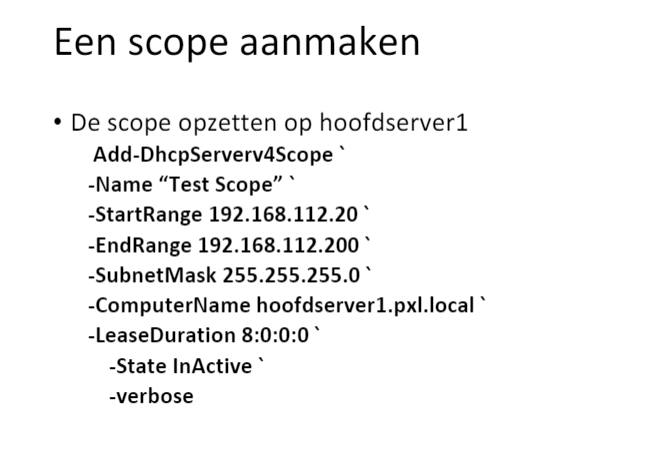 Een scope aanmaken
• De scope opzetten op hoofdserver1
Add-DhcpServerv4Scope `
-Name “Test Scope” `
-StartRange 192.168.112.20 `
-EndRange 192.168.112.200 `
-SubnetMask 255.255.255.0 `
-ComputerName hoofdserver1.pxl.local `
-LeaseDuration 8:0:0:0 `
-State InActive `
-verbose